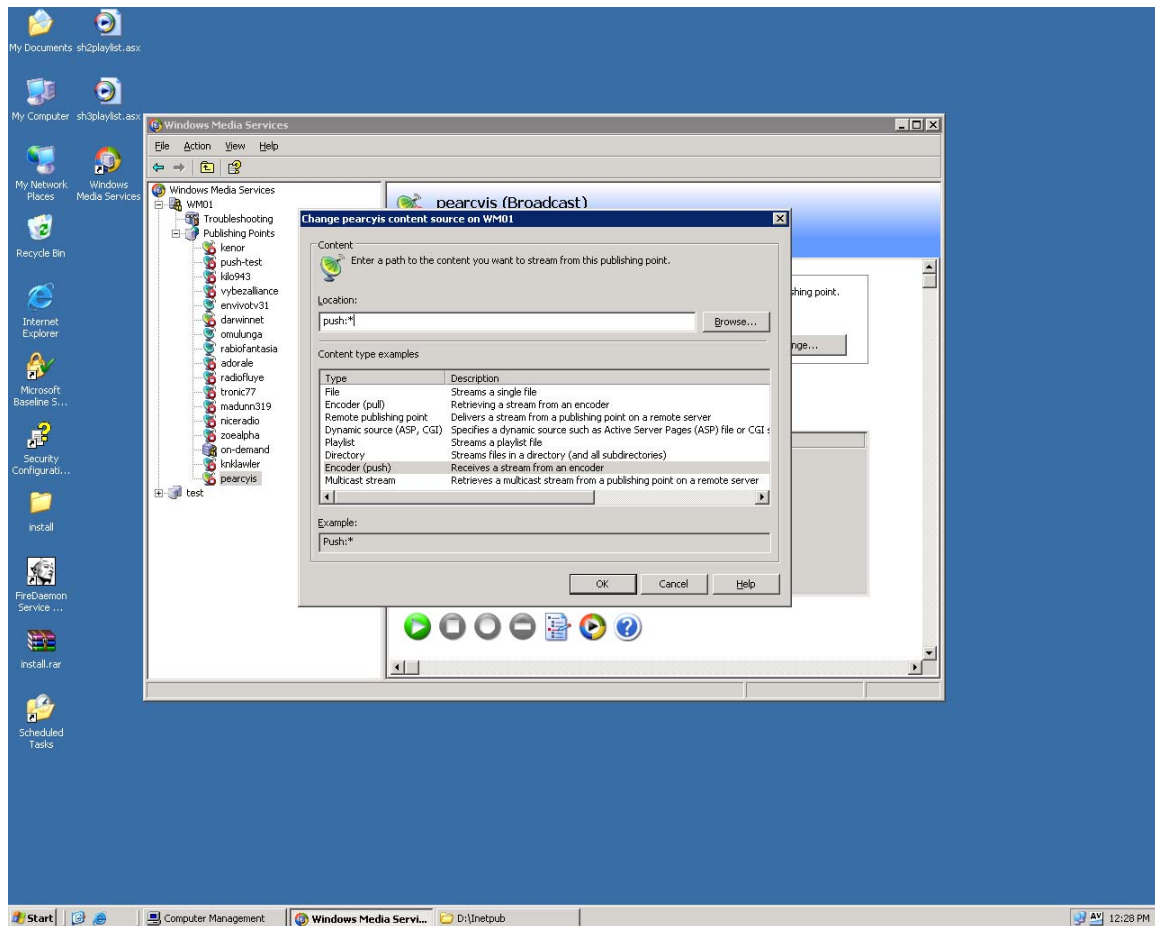 My Documents
sh2playlist.asx
My Computer
sh3playlist.asx
My Network
Places
Windows
Media Services
Recycle Bin
Internet
Explorer
Microsoft
Baseline S...
Security
Configurati...
install
FireDaemon
Service ...
install.rar
Scheduled
Tasks
Windows Media Services
File Action View Help
Windows Media Services
WM01
Troubleshooting
Publishing Points
kenor
push-test
kilo943
vybezalliance
envivotv31
darwinnet
omulunga
rabiofantasia
adorale
radiofluye
tronic77
madunn319
niceradio
zoealpha
on-demand
knklawler
pearcyis
test
pearcyis (Broadcast)
shing point.
nge...
Change pearcyis content source on WM01
Content
Enter a path to the content you want to stream from this publishing point.
Location:
push:*
Browse...
Content type examples
Type Description
File Streams a single file
Encoder (pull) Retrieving a stream from an encoder
Remote publishing point Delivers a stream from a publishing point on a remote server
Dynamic source (ASP, CGI) Specifies a dynamic source such as Active Server Pages (ASP) file or CGI s
Playlist Streams a playlist file
Directory Streams files in a directory (and all subdirectories)
Encoder (push) Receives a stream from an encoder
Multicast stream Retrieves a multicast stream from a publishing point on a remote server
Example:
Push:*
OK Cancel Help
Start Computer Management Windows Media Servi... D:\Inetpub AV 12:28 PM